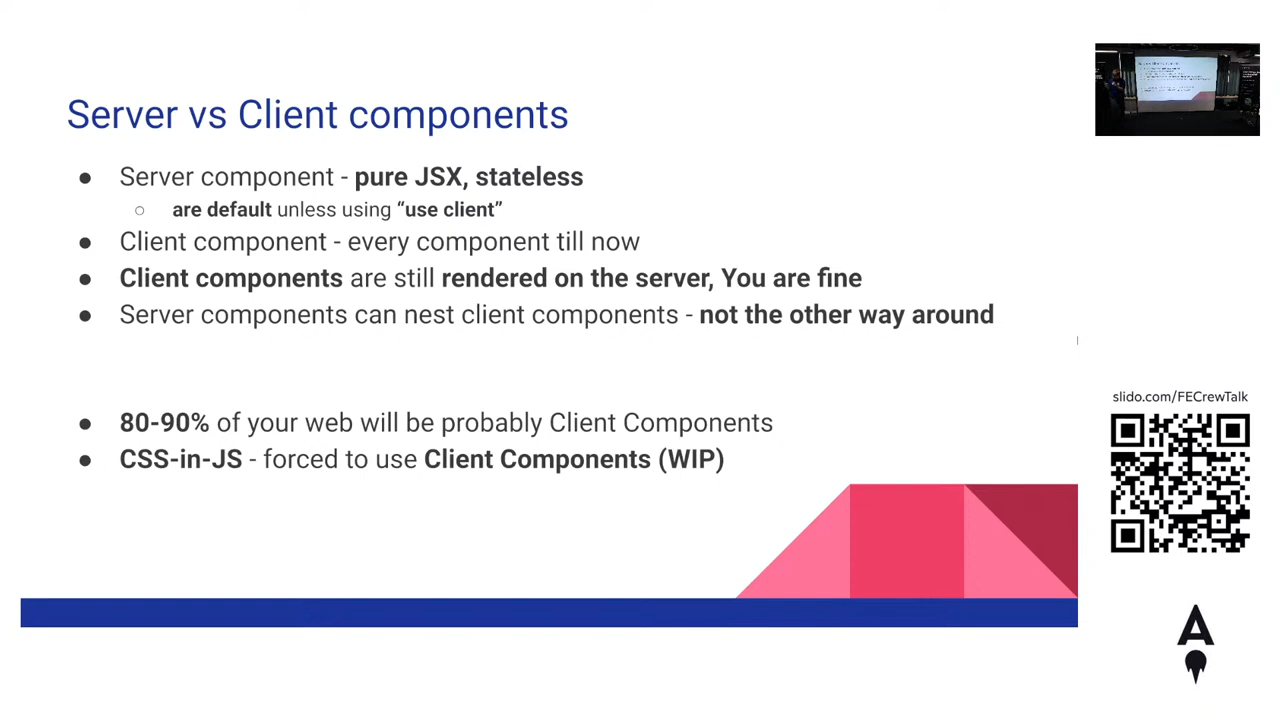 Server vs Client components
● Server component - pure JSX, stateless
○ are default unless using “use client”
● Client component - every component till now
● Client components are still rendered on the server, You are fine
● Server components can nest client components - not the other way around
● 80-90% of your web will be probably Client Components
● CSS-in-JS - forced to use Client Components (WIP)
slido.com/FECrewTalk